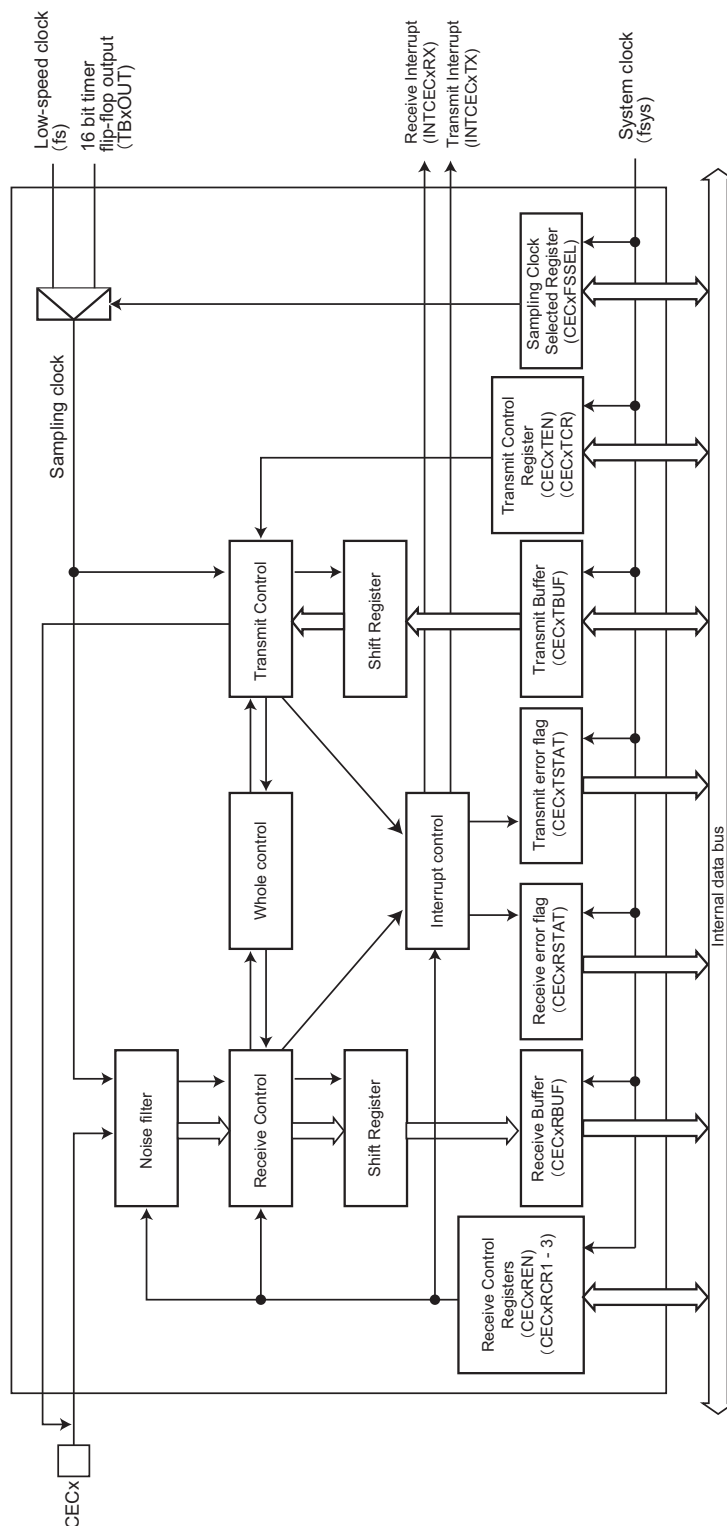 Low-speed clock
(fs)
16 bit timer
flip-flop output
(TBxOUT)
Receive Interrupt
(INTCECxRX)
Transmit Interrupt
(INTCECxTX)
System clock
(fsys)
Sampling clock
Sampling Clock
Selected Register
(CECxFSSEL)
Transmit Control
Register
(CECxTEN)
(CECxTCR)
Transmit Control
Shift Register
Transmit Buffer
(CECxTBUF)
Whole control
Interrupt control
Transmit error flag
(CECxTSTAT)
Receive error flag
(CECxRSTAT)
Internal data bus
Noise filter
Receive Control
Shift Register
Receive Buffer
(CECxRBUF)
Receive Control
Registers
(CECxREN)
(CECxRCR1 - 3)
CECx